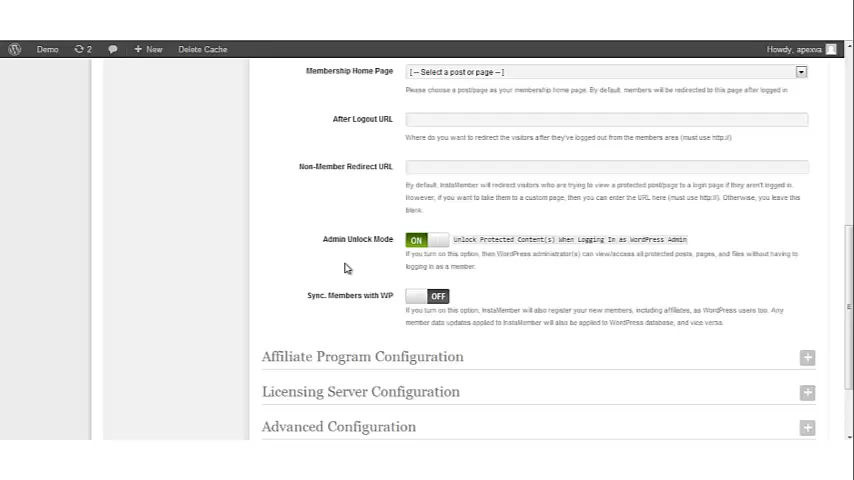 Demo 2 New Delete Cache Howdy, apexva
Membership Home Page [ -- Select a post or page -- ]
Please choose a post/page as your membership home page. By default, members will be redirected to this page after logged in
After Logout URL
Where do you want to redirect the visitors after they've logged out from the members area (must use http://)
Non-Member Redirect URL
By default, InstaMember will redirect visitors who are trying to view a protected post/page to a login page if they aren't logged in.
However, if you want to take them to a custom page, then you can enter the URL here (must use http://). Otherwise, you leave this
blank.
Admin Unlock Mode ON Unlock Protected Content(s) When Logging In as WordPress Admin
If you turn on this option, then WordPress administrator(s) can view/access all protected posts, pages, and files without having to
logging in as a member.
Sync. Members with WP OFF
If you turn on this option, InstaMember will also register your new members, including affiliates, as WordPress users too. Any
member data updates applied to InstaMember will also be applied to WordPress database, and vice versa.
Affiliate Program Configuration
Licensing Server Configuration
Advanced Configuration